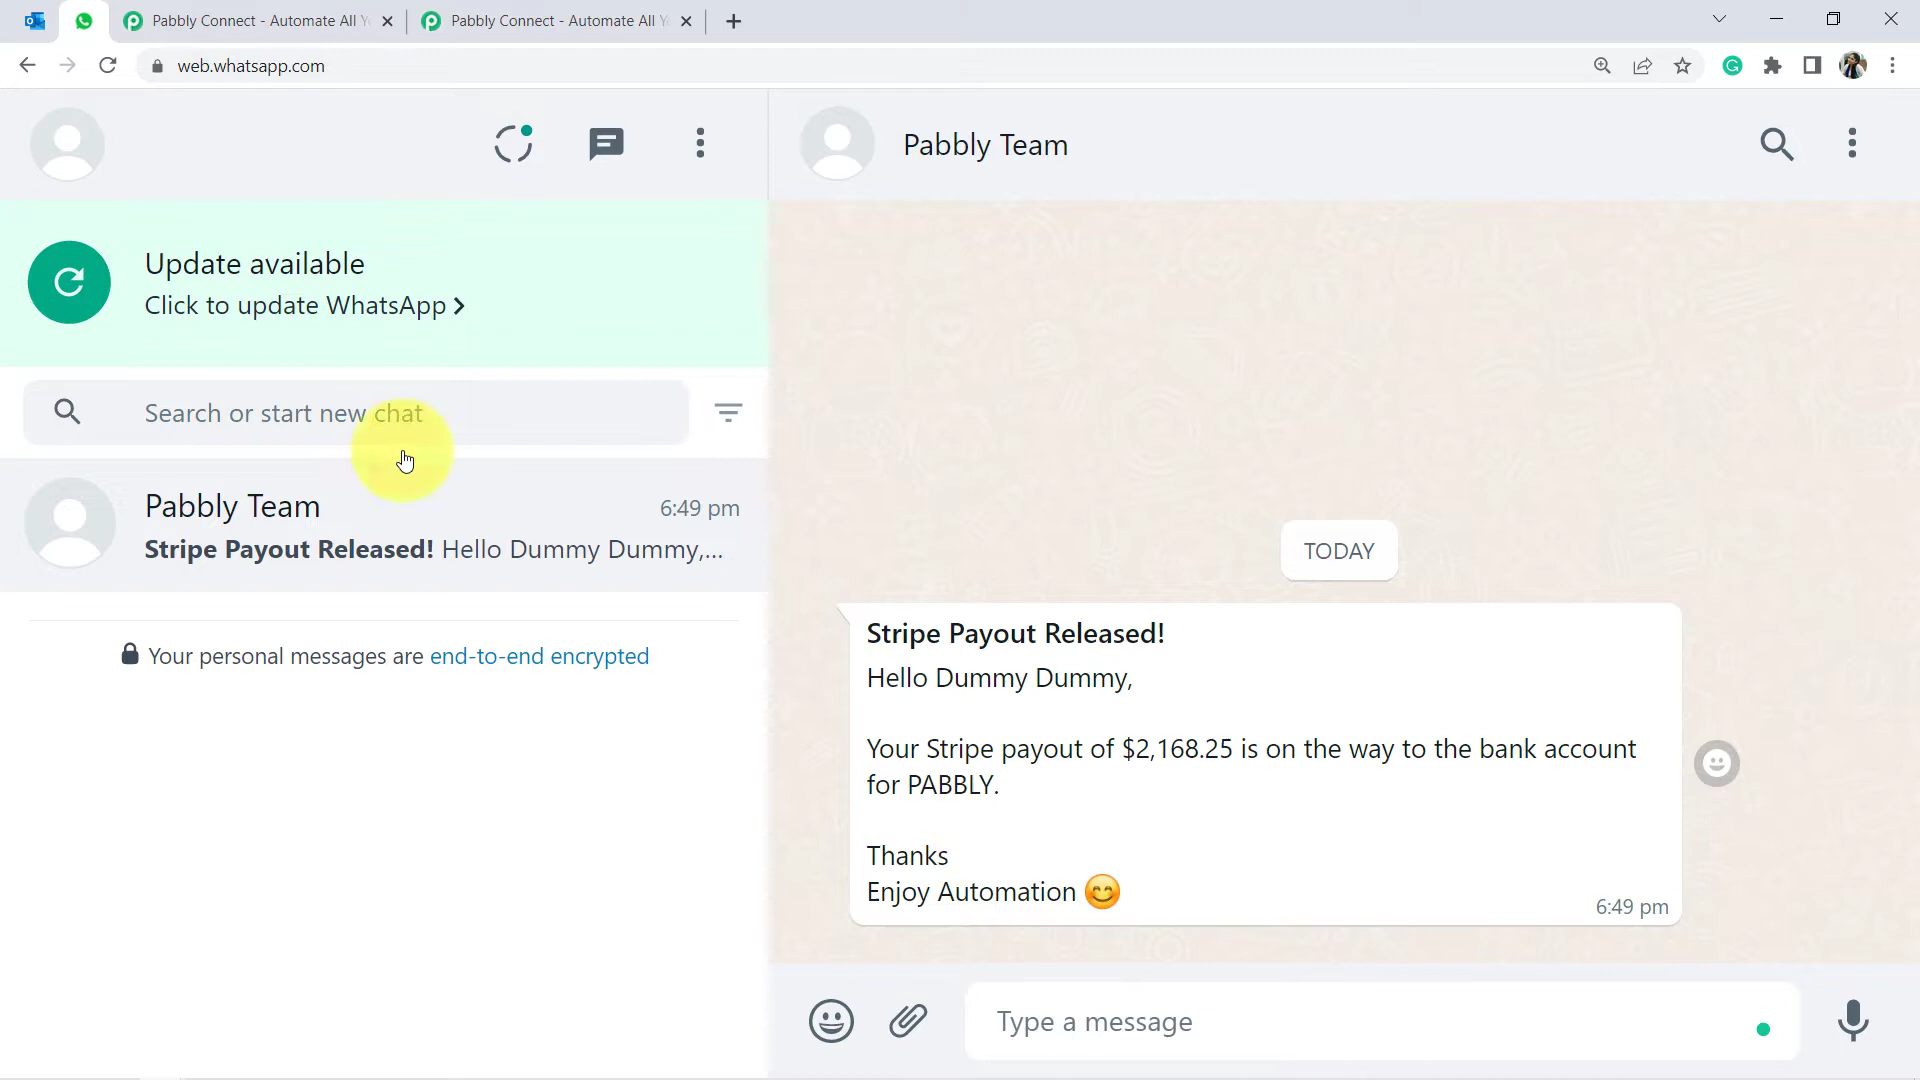 Pabbly Connect - Automate All Y
Pabbly Connect - Automate All Y
web.whatsapp.com
Pabbly Team
Update available
Click to update WhatsApp
Search or start new chat
Pabbly Team
6:49 pm
Stripe Payout Released! Hello Dummy Dummy,...
Your personal messages are end-to-end encrypted
TODAY
Stripe Payout Released!
Hello Dummy Dummy,
Your Stripe payout of $2,168.25 is on the way to the bank account
for PABBLY.
Thanks
Enjoy Automation 😊
6:49 pm
Type a message